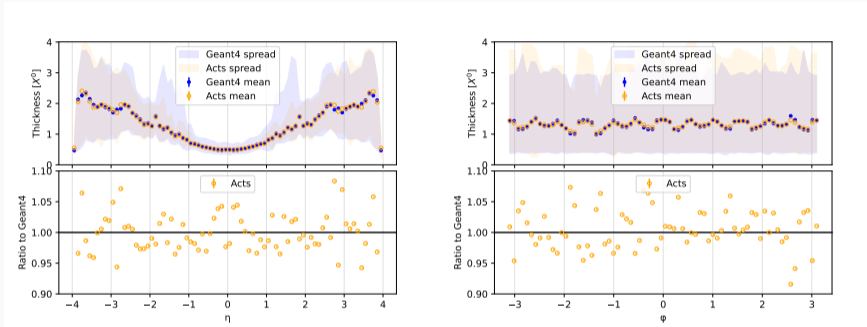 Thickness [X⁰]
4
3
2
1
0
Geant4 spread
Acts spread
Geant4 mean
Acts mean
Ratio to Geant4
1.10
1.05
1.00
0.95
0.90
Acts
−4 −3 −2 −1 0 1 2 3 4
η
Thickness [X⁰]
4
3
2
1
0
Geant4 spread
Acts spread
Geant4 mean
Acts mean
Ratio to Geant4
1.10
1.05
1.00
0.95
0.90
Acts
−3 −2 −1 0 1 2 3
φ